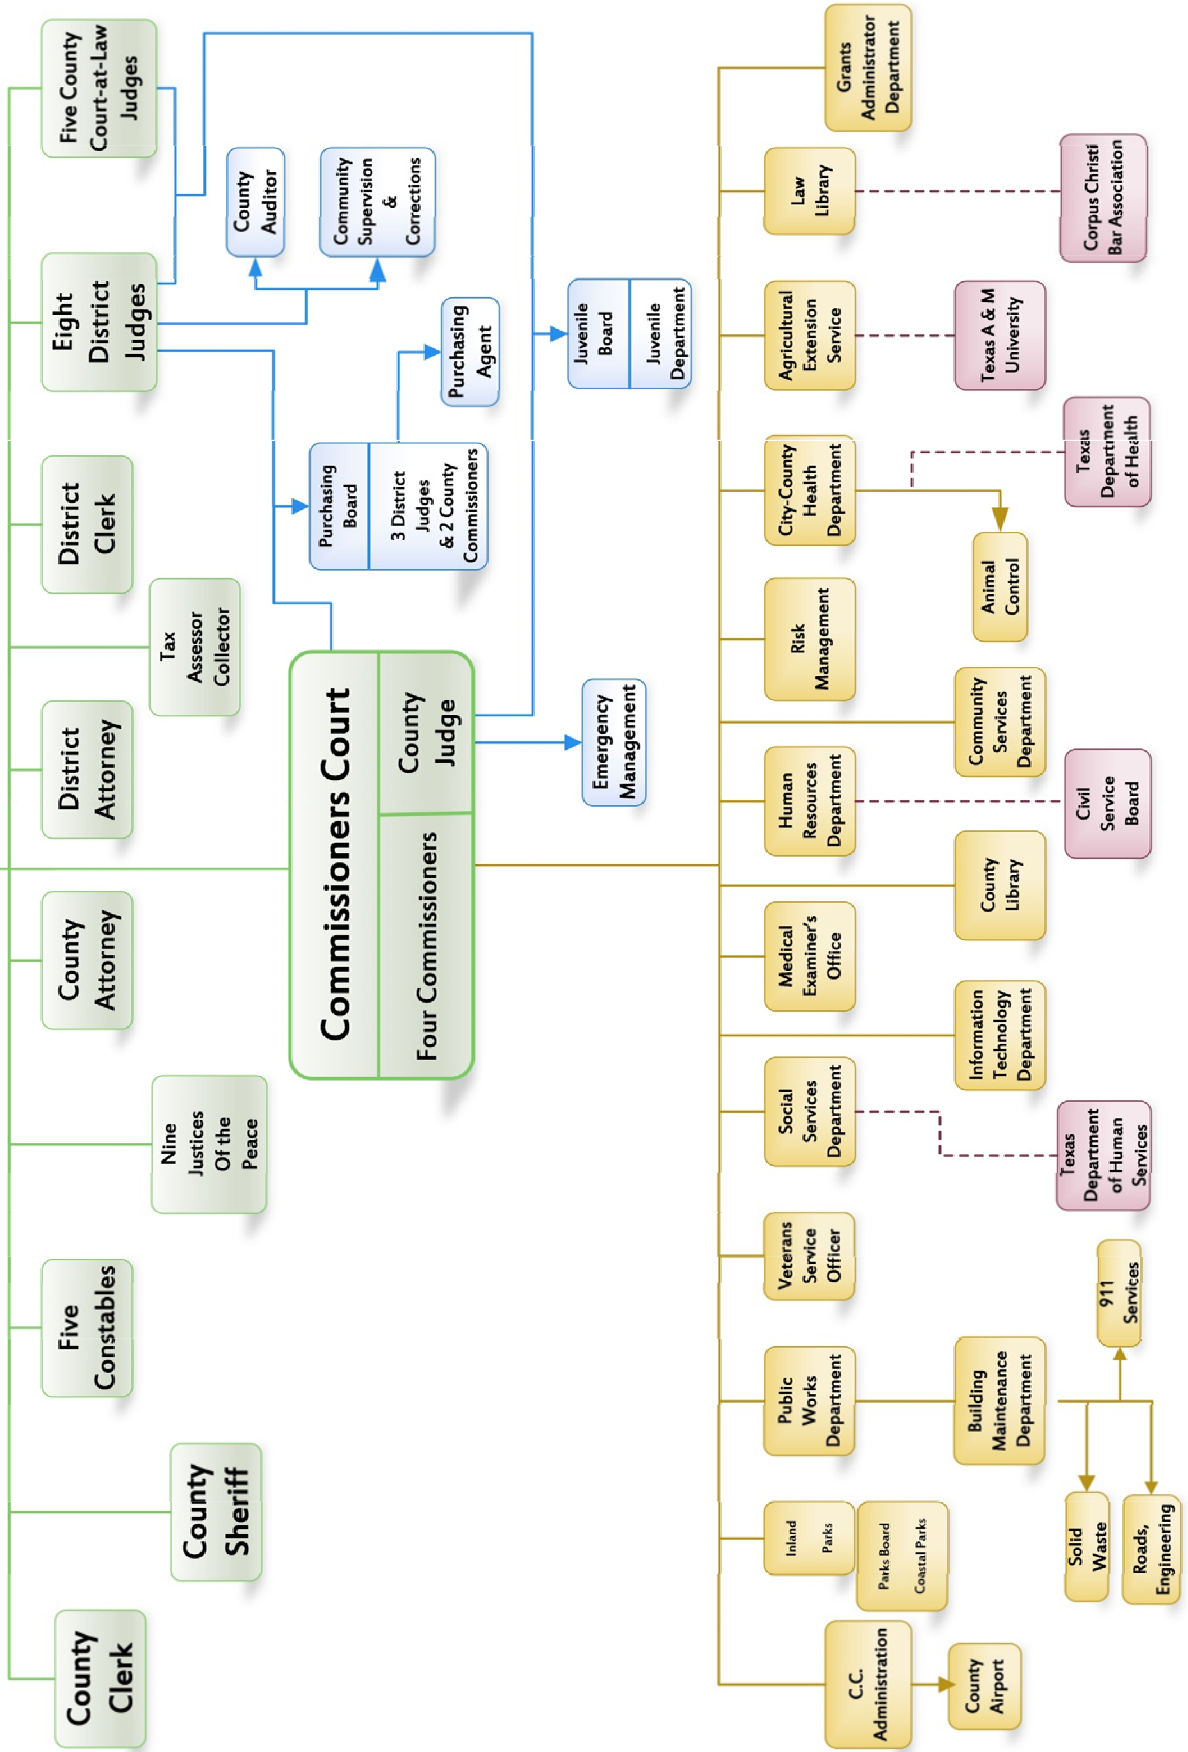 County
Clerk
County
Sheriff
Five
Constables
Nine
Justices
Of the
Peace
County
Attorney
District
Attorney
Tax
Assessor
Collector
District
Clerk
Eight
District
Judges
Five County
Court-at-Law
Judges
Commissioners Court
Four Commissioners
County
Judge
Purchasing
Board
3 District
Judges
& 2 County
Commissioners
Purchasing
Agent
County
Auditor
Community
Supervision
&
Corrections
Emergency
Management
Juvenile
Board
Juvenile
Department
C.C.
Administration
County
Airport
Inland
Parks
Parks Board
Coastal Parks
Public
Works
Department
Building
Maintenance
Department
Solid
Waste
Roads,
Engineering
911
Services
Veterans
Service
Officer
Social
Services
Department
Texas
Department
of Human
Services
Information
Technology
Department
Medical
Examiner's
Office
County
Library
Human
Resources
Department
Civil
Service
Board
Community
Services
Department
Risk
Management
City-County
Health
Department
Animal
Control
Texas
Department
of Health
Agricultural
Extension
Service
Texas A & M
University
Law
Library
Corpus Christi
Bar Association
Grants
Administrator
Department